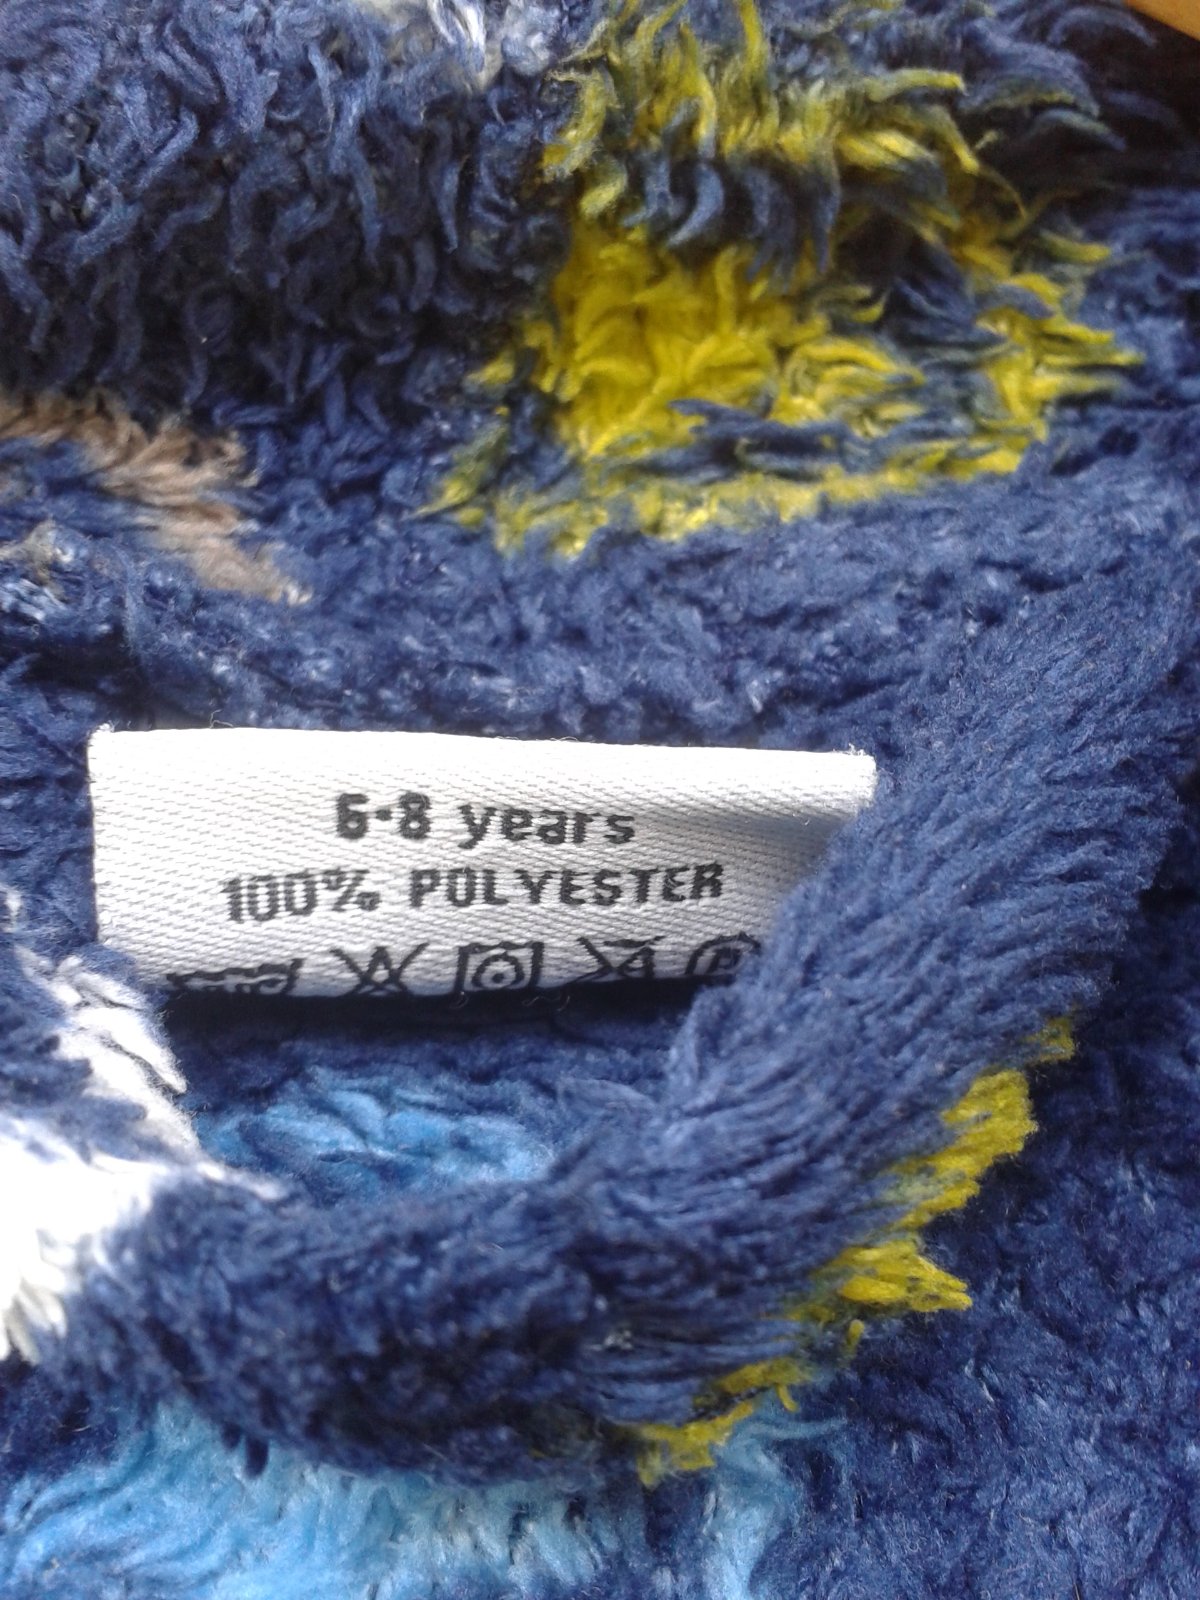 6-8 years
100% POLYESTER